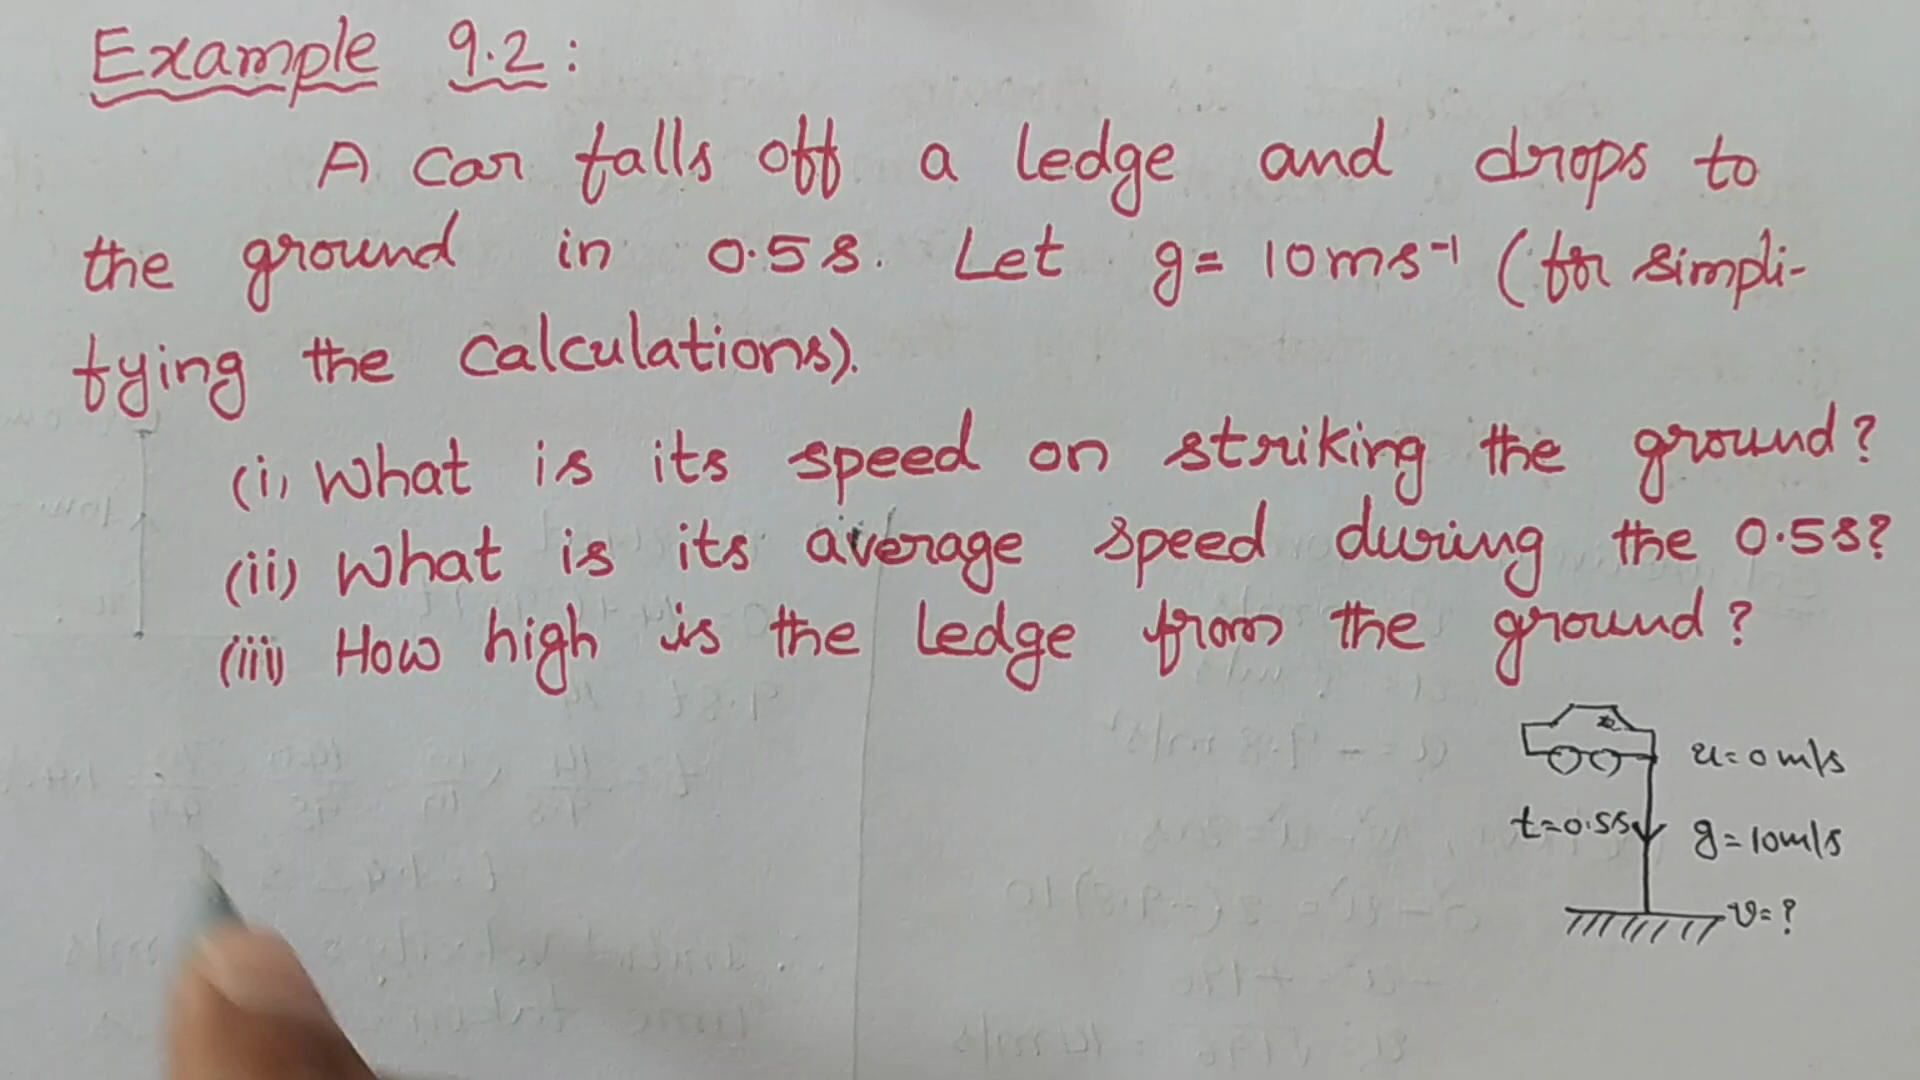 Example 9.2:
A car falls off a ledge and drops to
the ground in 0.5s. Let g= 10ms⁻¹ (for simpli-
fying the calculations).
(i) What is its speed on striking the ground?
(ii) What is its average speed during the 0.5s?
(iii) How high is the ledge from the ground?
u=0m/s
t=0.5s
g=10m/s
v=?